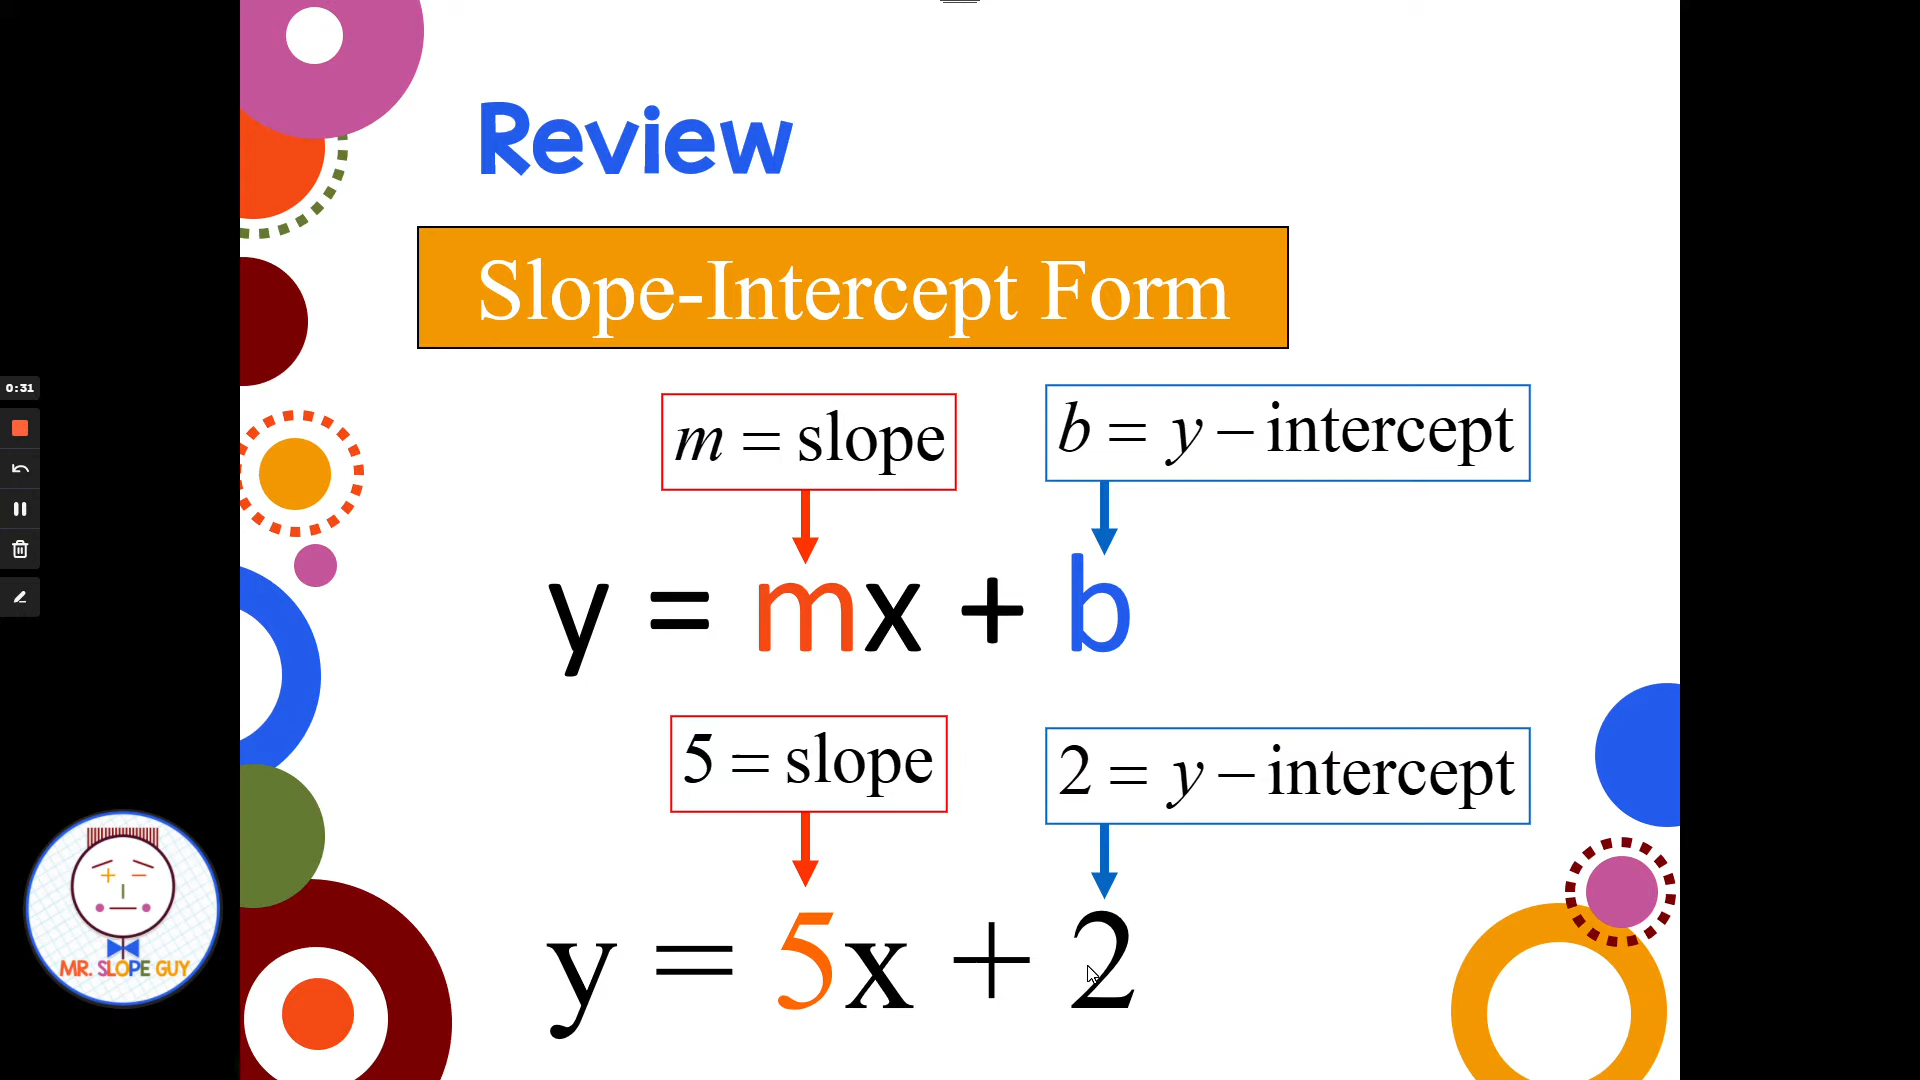 Review
Slope-Intercept Form
m = slope
b = y – intercept
y = mx + b
5 = slope
2 = y – intercept
y = 5x + 2
0:31
MR. SLOPE GUY